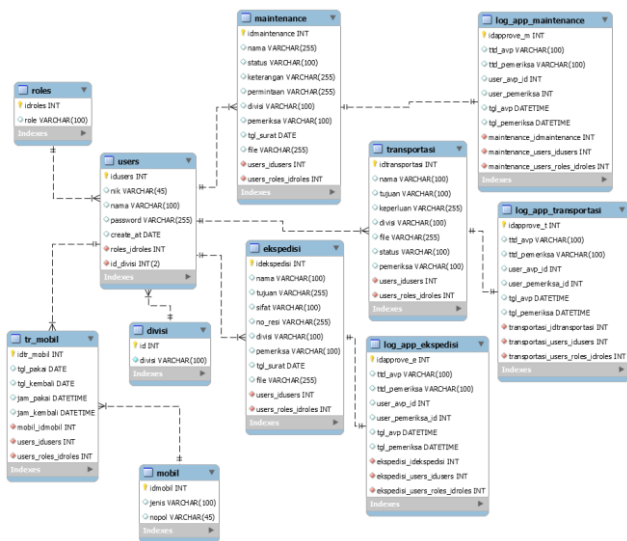 maintenance
idmaintenance INT
nama VARCHAR(255)
status VARCHAR(100)
keterangan VARCHAR(255)
permintaan VARCHAR(255)
divisi VARCHAR(100)
pemeriksa VARCHAR(100)
tgl_surat DATE
file VARCHAR(255)
users_idusers INT
users_roles_idroles INT
Indexes
log_app_maintenance
idapprove_m INT
ttd_avp VARCHAR(100)
ttd_pemeriksa VARCHAR(100)
user_avp_id INT
user_pemeriksa INT
tgl_avp DATETIME
tgl_pemeriksa DATETIME
maintenance_idmaintenance INT
maintenance_users_idusers INT
maintenance_users_roles_idroles INT
Indexes
roles
idroles INT
role VARCHAR(100)
Indexes
users
idusers INT
nik VARCHAR(45)
nama VARCHAR(100)
password VARCHAR(255)
create_at DATE
roles_idroles INT
id_divisi INT(2)
Indexes
transportasi
idtransportasi INT
nama VARCHAR(100)
tujuan VARCHAR(100)
keperluan VARCHAR(255)
divisi VARCHAR(100)
file VARCHAR(255)
status VARCHAR(100)
pemeriksa VARCHAR(100)
users_idusers INT
users_roles_idroles INT
Indexes
log_app_transportasi
idapprove_t INT
ttd_avp VARCHAR(100)
ttd_pemeriksa VARCHAR(100)
user_avp_id INT
user_pemeriksa_id INT
tgl_avp DATETIME
tgl_pemeriksa DATETIME
transportasi_idtransportasi INT
transportasi_users_idusers INT
transportasi_users_roles_idroles INT
Indexes
ekspedisi
idekspedisi INT
nama VARCHAR(100)
tujuan VARCHAR(255)
sifat VARCHAR(100)
no_resi VARCHAR(255)
divisi VARCHAR(100)
pemeriksa VARCHAR(100)
tgl_surat DATE
file VARCHAR(255)
users_idusers INT
users_roles_idroles INT
Indexes
divisi
id INT
divisi VARCHAR(100)
Indexes
tr_mobil
idtr_mobil INT
tgl_pakai DATE
tgl_kembali DATE
jam_pakai DATETIME
jam_kembali DATETIME
mobil_idmobil INT
users_idusers INT
users_roles_idroles INT
Indexes
log_app_ekspedisi
idapprove_e INT
ttd_avp VARCHAR(100)
ttd_pemeriksa VARCHAR(100)
user_avp_id INT
user_pemeriksa_id INT
tgl_avp DATETIME
tgl_pemeriksa DATETIME
ekspedisi_idekspedisi INT
ekspedisi_users_idusers INT
ekspedisi_users_roles_idroles INT
Indexes
mobil
idmobil INT
jenis VARCHAR(100)
nopol VARCHAR(45)
Indexes